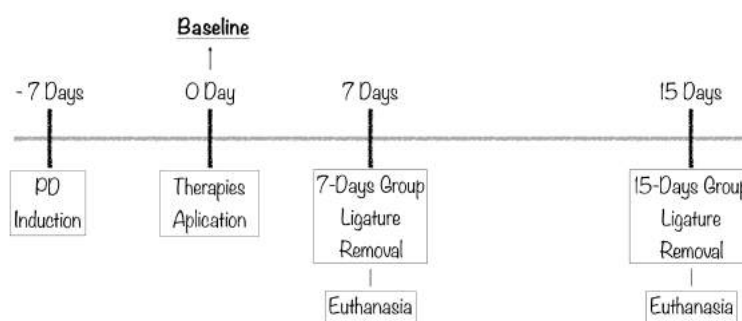 Baseline
- 7 Days
0 Day
7 Days
15 Days
PD
Induction
Therapies
Aplication
7-Days Group
Ligature
Removal
15-Days Group
Ligature
Removal
Euthanasia
Euthanasia